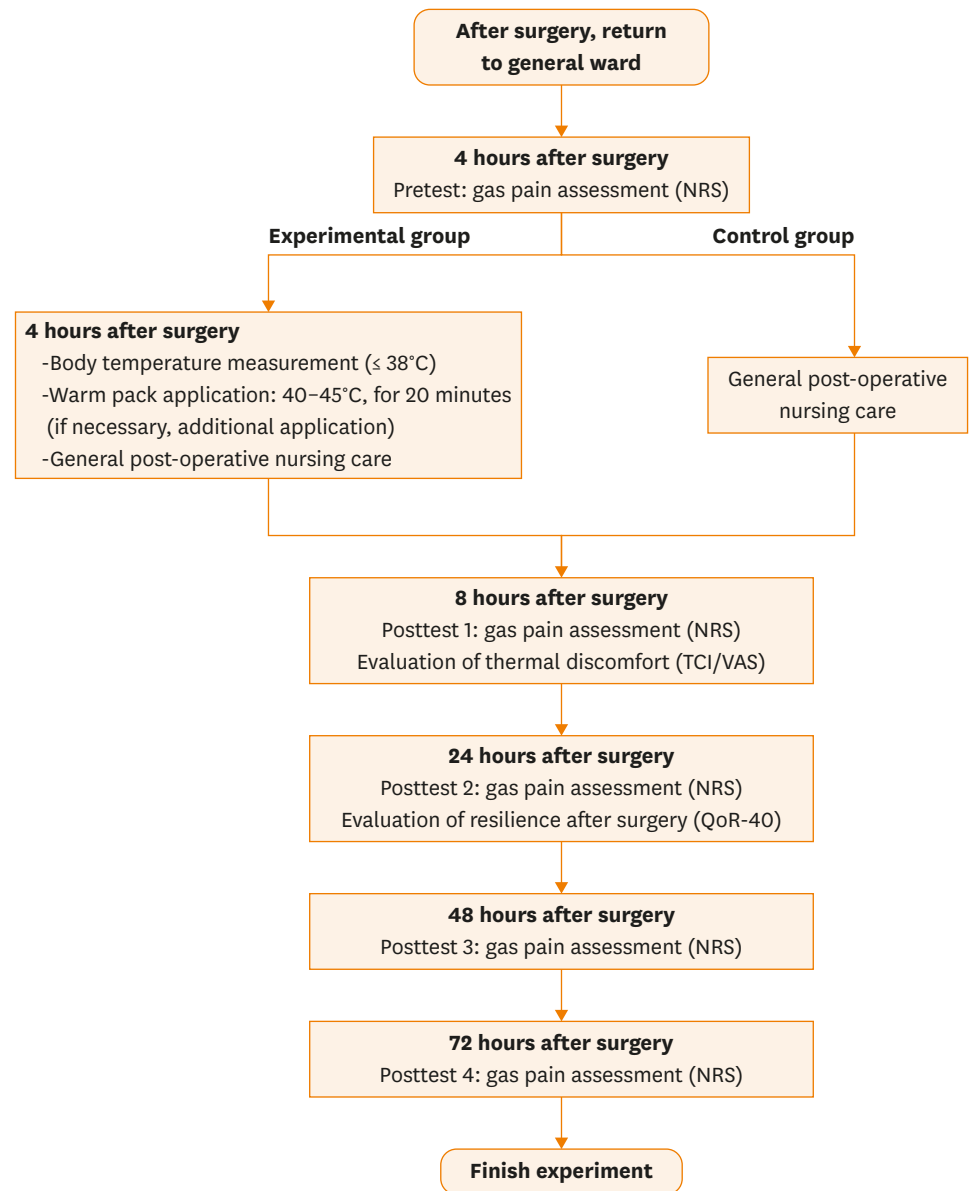 After surgery, return
to general ward
4 hours after surgery
Pretest: gas pain assessment (NRS)
Experimental group
Control group
4 hours after surgery
-Body temperature measurement (≤ 38°C)
-Warm pack application: 40–45°C, for 20 minutes
(if necessary, additional application)
-General post-operative nursing care
General post-operative
nursing care
8 hours after surgery
Posttest 1: gas pain assessment (NRS)
Evaluation of thermal discomfort (TCI/VAS)
24 hours after surgery
Posttest 2: gas pain assessment (NRS)
Evaluation of resilience after surgery (QoR-40)
48 hours after surgery
Posttest 3: gas pain assessment (NRS)
72 hours after surgery
Posttest 4: gas pain assessment (NRS)
Finish experiment